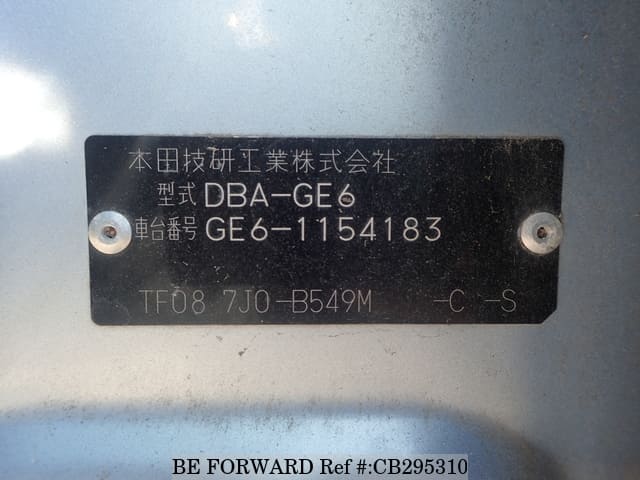 本田技研工業株式会社
型式 DBA-GE6
車台番号 GE6-1154183
TF08 7J0-B549M -C -S
BE FORWARD Ref #:CB295310